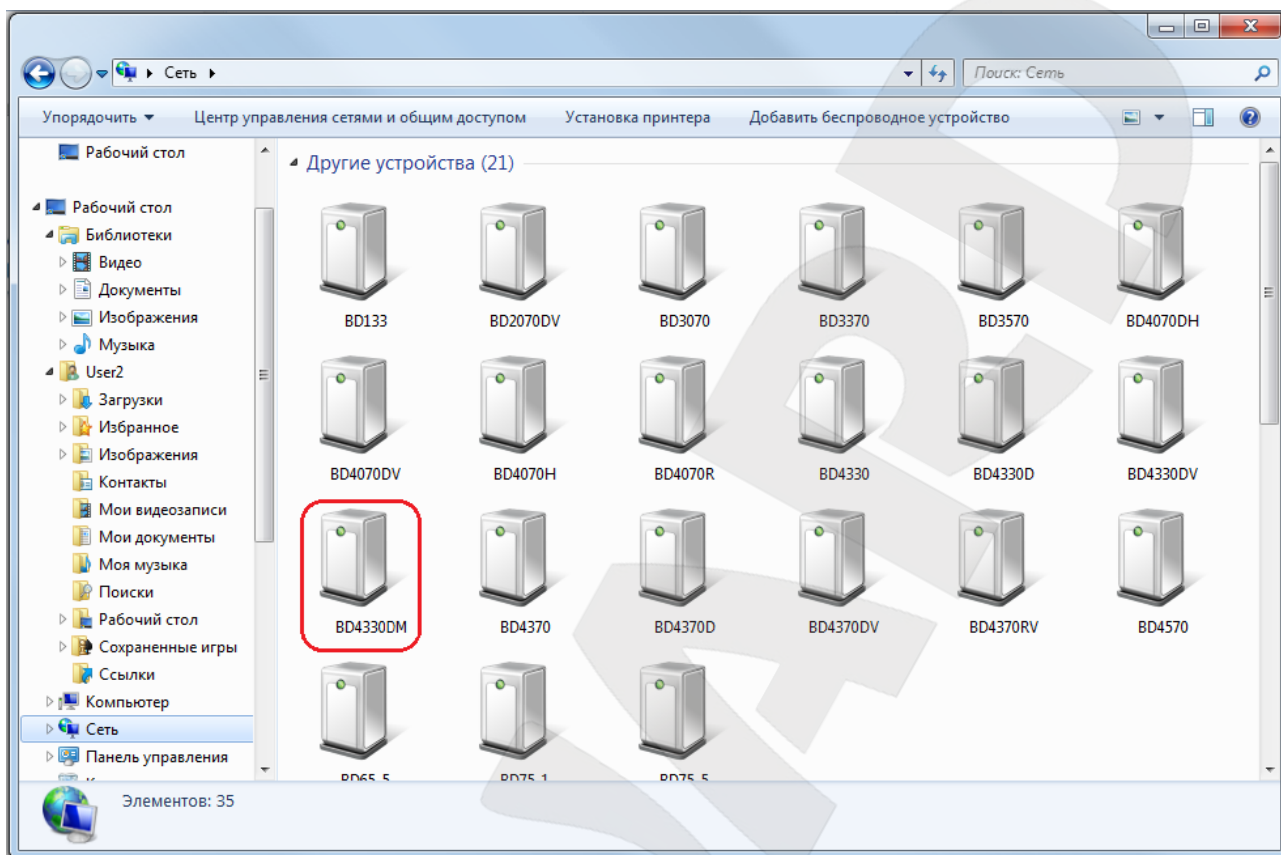 Сеть
Поиск: Сеть
Упорядочить Центр управления сетями и общим доступом Установка принтера Добавить беспроводное устройство
Рабочий стол
Рабочий стол
Библиотеки
Видео
Документы
Изображения
Музыка
User2
Загрузки
Избранное
Изображения
Контакты
Мои видеозаписи
Мои документы
Моя музыка
Поиски
Рабочий стол
Сохраненные игры
Ссылки
Компьютер
Сеть
Панель управления
Другие устройства (21)
BD133 BD2070DV BD3070 BD3370 BD3570 BD4070DH
BD4070DV BD4070H BD4070R BD4330 BD4330D BD4330DV
BD4330DM BD4370 BD4370D BD4370DV BD4370RV BD4570
BD65_5 BD75_1 BD75_5
Элементов: 35